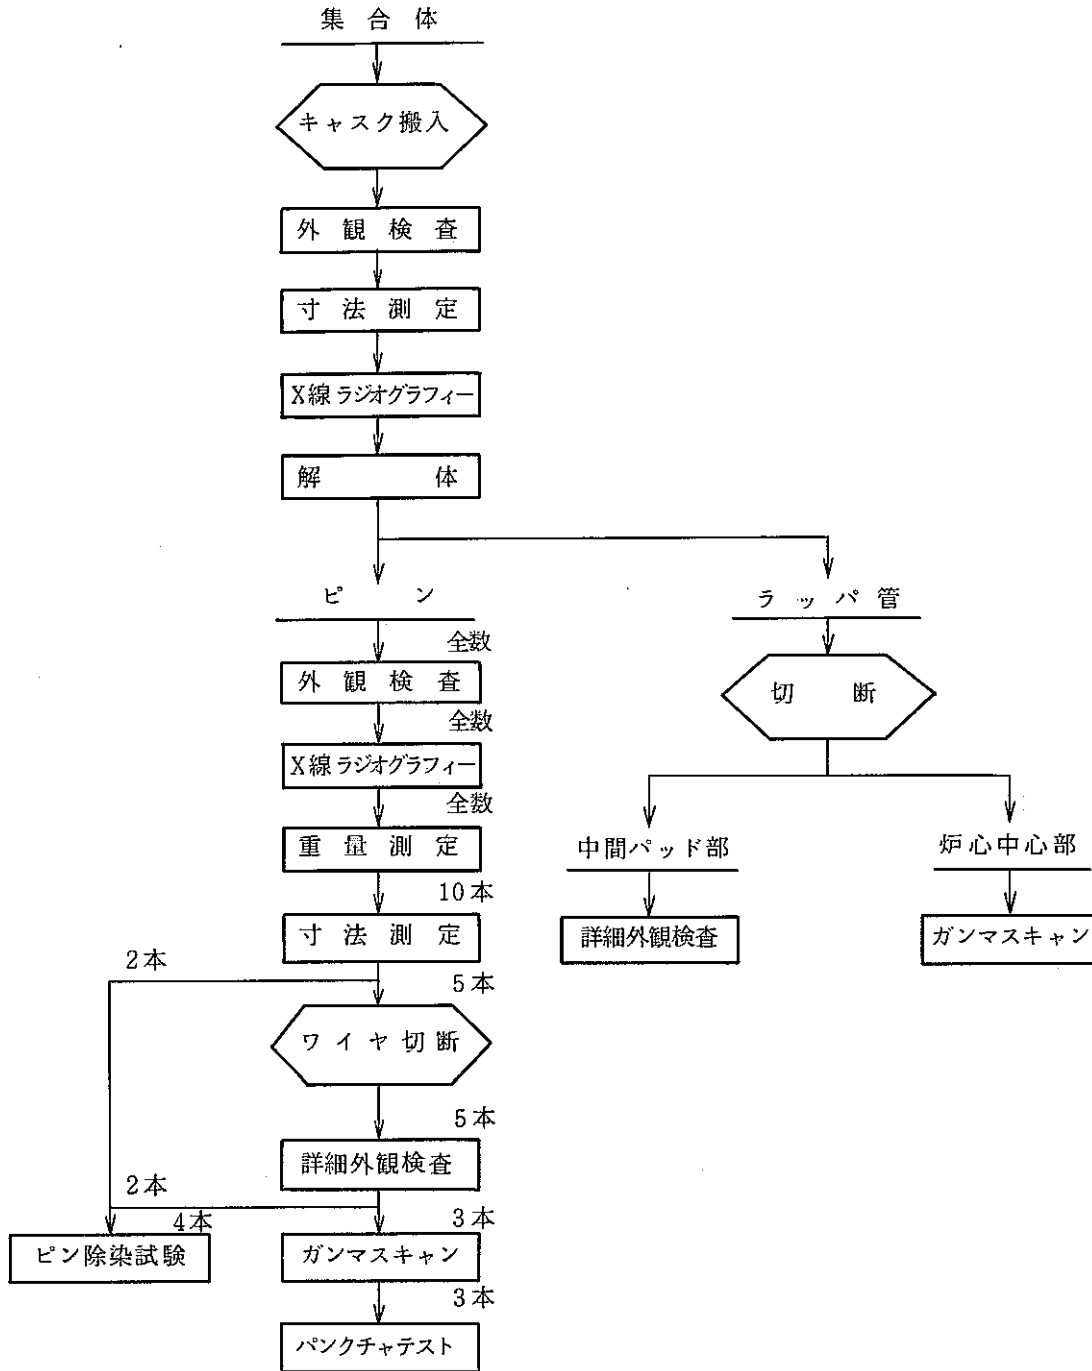 集合体
キャスク搬入
外観検査
寸法測定
X線ラジオグラフィー
解体
ピン
ラッパ管
全数
外観検査
切断
全数
X線ラジオグラフィー
全数
重量測定
中間パッド部
炉心中心部
10本
寸法測定
詳細外観検査
ガンマスキャン
2本
5本
ワイヤ切断
5本
詳細外観検査
2本
4本
3本
ピン除染試験
ガンマスキャン
3本
パンクチャテスト